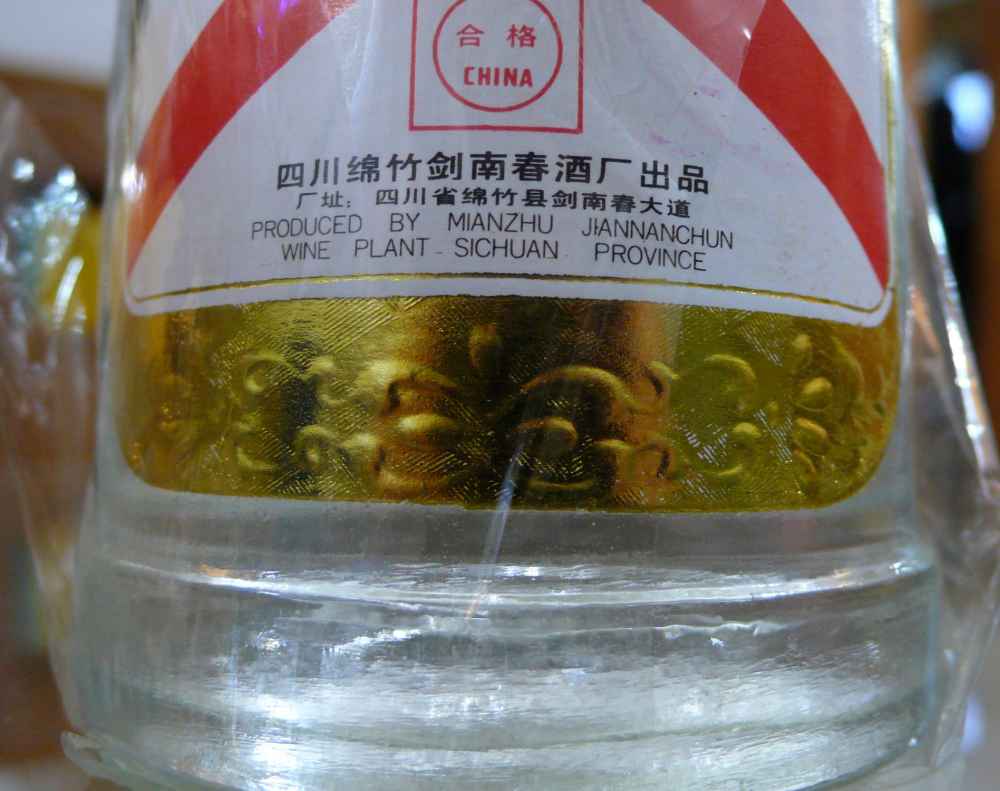 合格
CHINA
四川绵竹剑南春酒厂出品
厂址：四川省绵竹县剑南春大道
PRODUCED BY MIANZHU JIANNANCHUN
WINE PLANT - SICHUAN PROVINCE